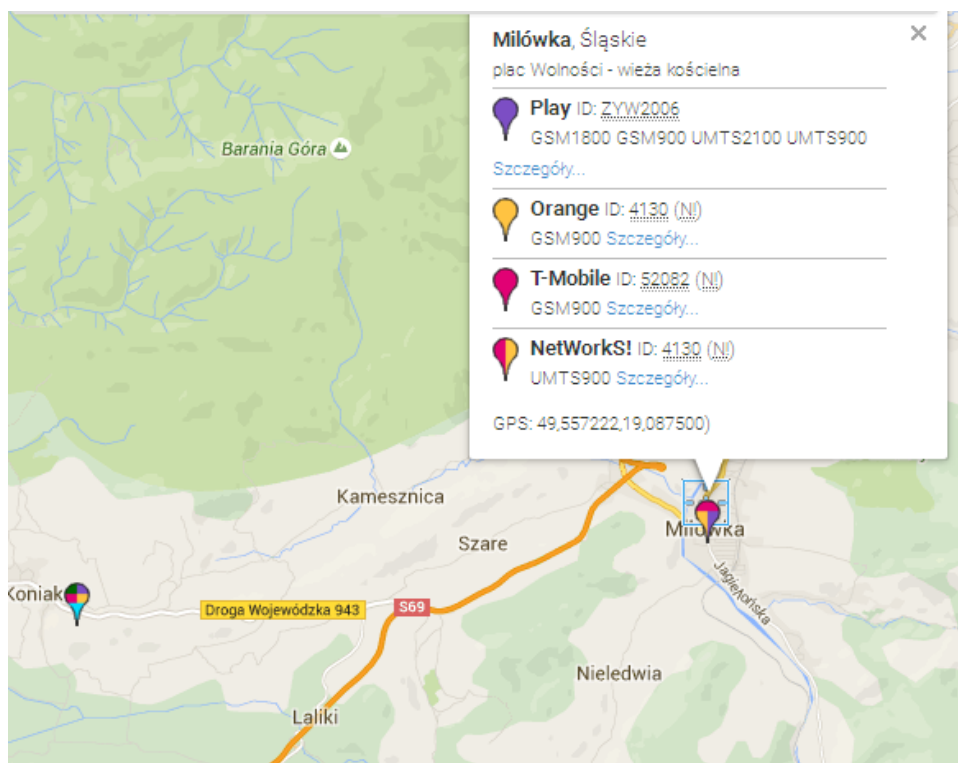 Milówka, Śląskie
plac Wolności - wieża kościelna
Play ID: ZYW2006
GSM1800 GSM900 UMTS2100 UMTS900
Szczegóły...
Orange ID: 4130 (N!)
GSM900 Szczegóły...
T-Mobile ID: 52082 (N!)
GSM900 Szczegóły...
NetWorkS! ID: 4130 (N!)
UMTS900 Szczegóły...
GPS: 49,557222,19,087500)
Barania Góra
Kamesznica
Szare
Milówka
Koniak
Droga Wojewódzka 943
S69
Jagiellońska
Nieledwia
Laliki